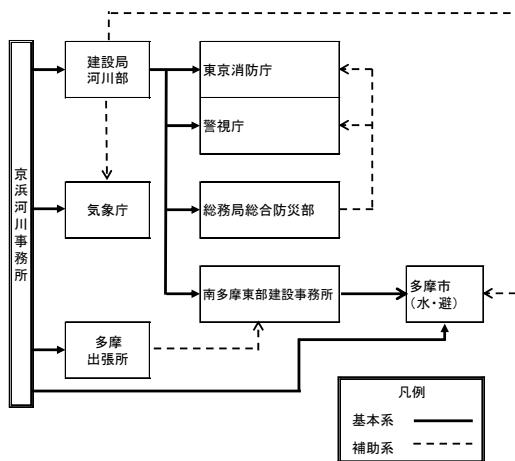 建設局
河川部
東京消防庁
警視庁
京浜河川事務所
気象庁
総務局総合防災部
南多摩東部建設事務所
多摩市
(水・避)
多摩
出張所
凡例
基本系
補助系